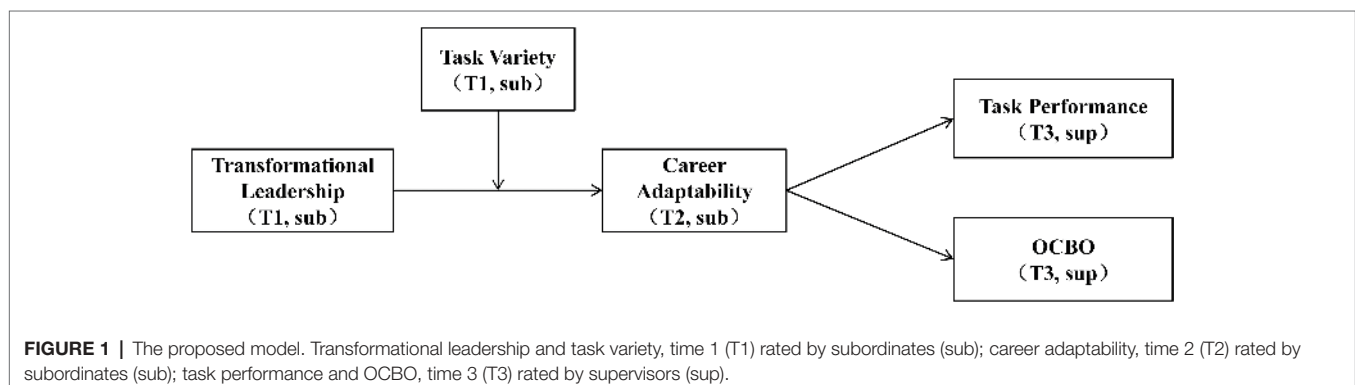 Task Variety
（T1, sub）
Transformational
Leadership
（T1, sub）
Career
Adaptability
（T2, sub）
Task Performance
（T3, sup）
OCBO
（T3, sup）
FIGURE 1 | The proposed model. Transformational leadership and task variety, time 1 (T1) rated by subordinates (sub); career adaptability, time 2 (T2) rated by
subordinates (sub); task performance and OCBO, time 3 (T3) rated by supervisors (sup).